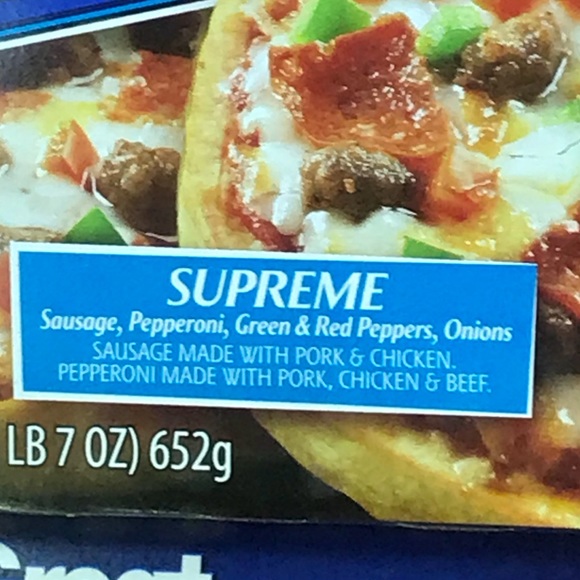 SUPREME
Sausage, Pepperoni, Green & Red Peppers, Onions
SAUSAGE MADE WITH PORK & CHICKEN.
PEPPERONI MADE WITH PORK, CHICKEN & BEEF.
LB 7 OZ) 652g